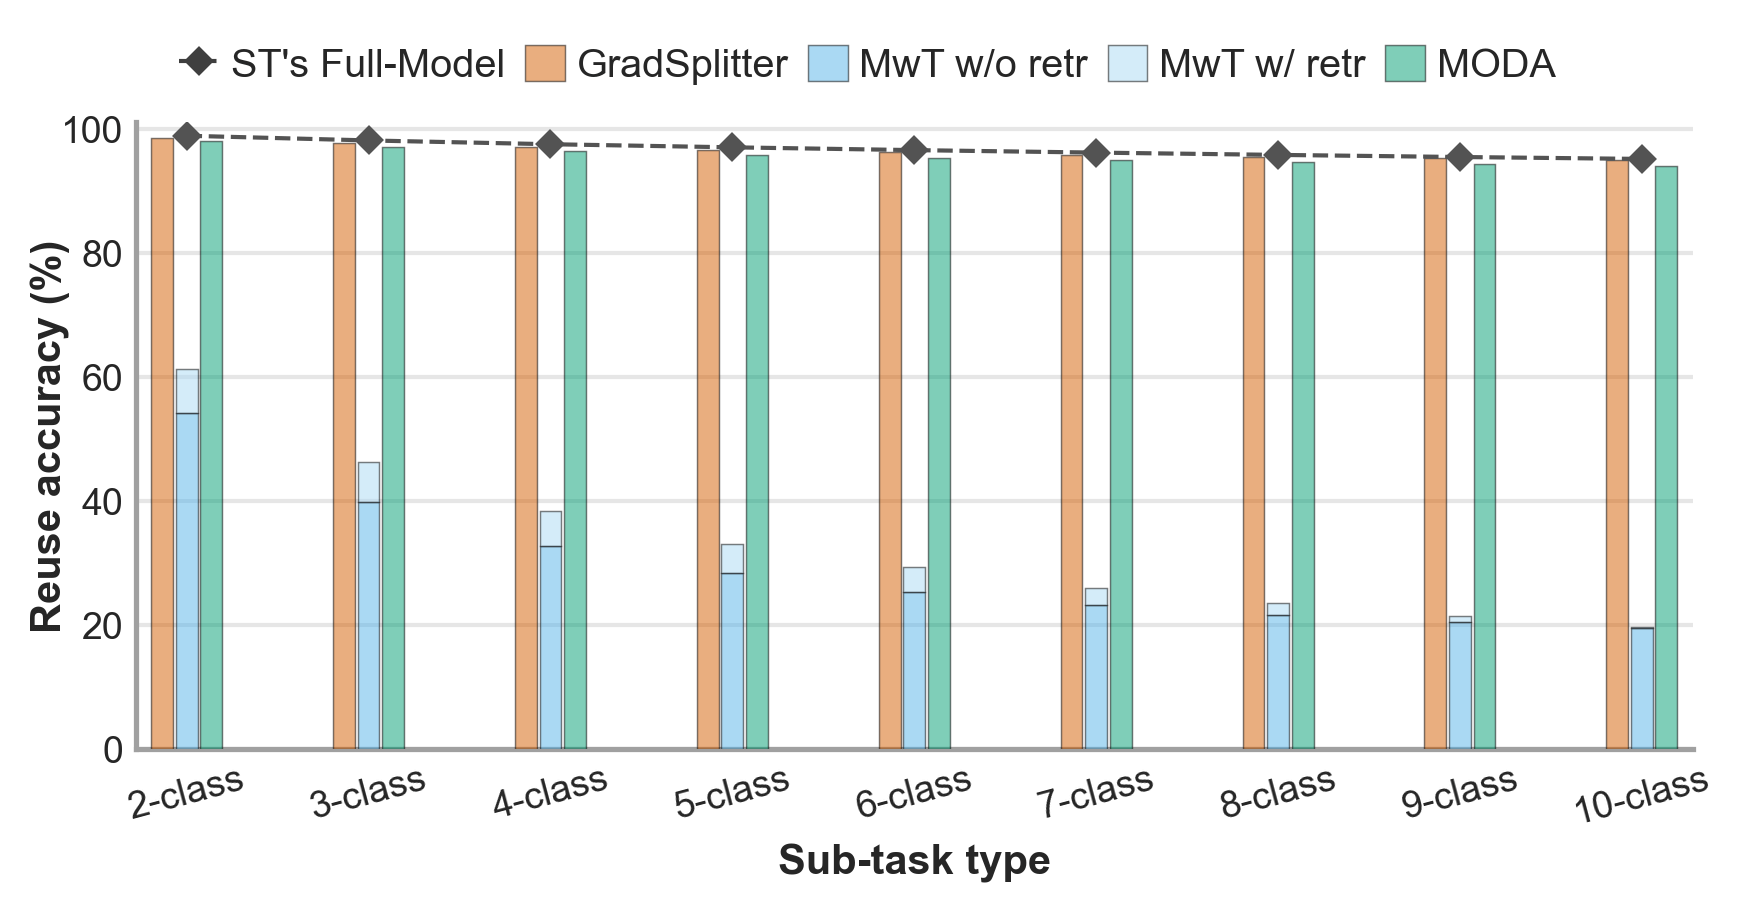 ST's Full-Model GradSplitter MwT w/o retr MwT w/ retr MODA
100
80
60
40
20
0
Reuse accuracy (%)
2-class 3-class 4-class 5-class 6-class 7-class 8-class 9-class 10-class
Sub-task type